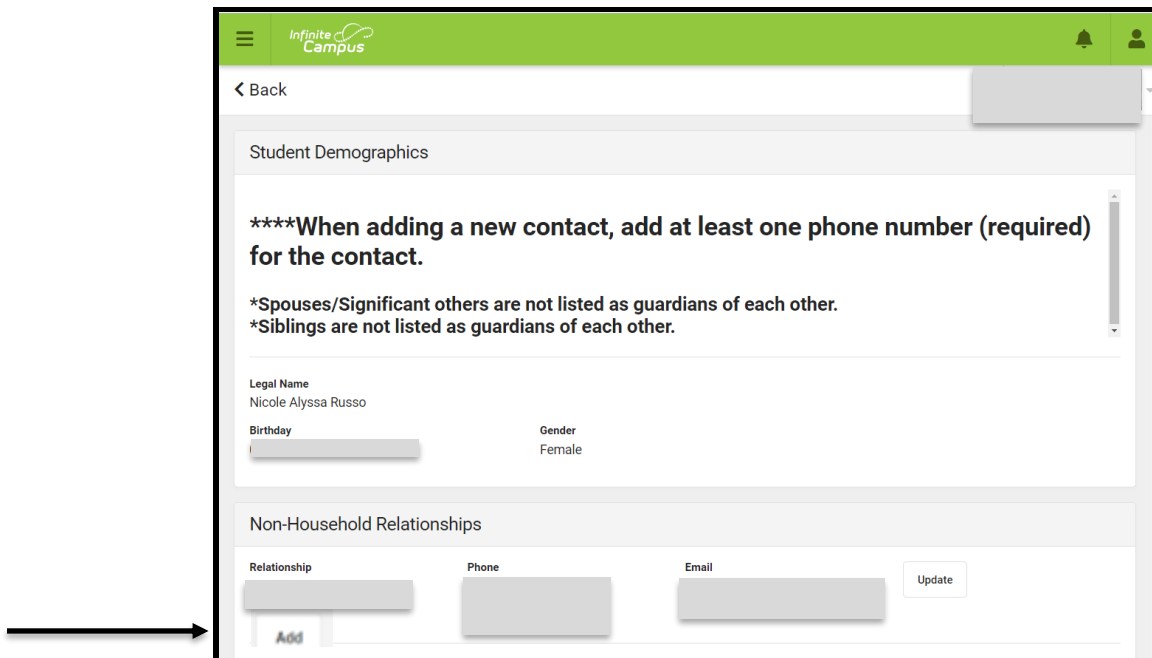 Infinite
Campus
Back
Student Demographics
****When adding a new contact, add at least one phone number (required)
for the contact.
*Spouses/Significant others are not listed as guardians of each other.
*Siblings are not listed as guardians of each other.
Legal Name
Nicole Alyssa Russo
Birthday Gender
Female
Non-Household Relationships
Relationship Phone Email Update
Add